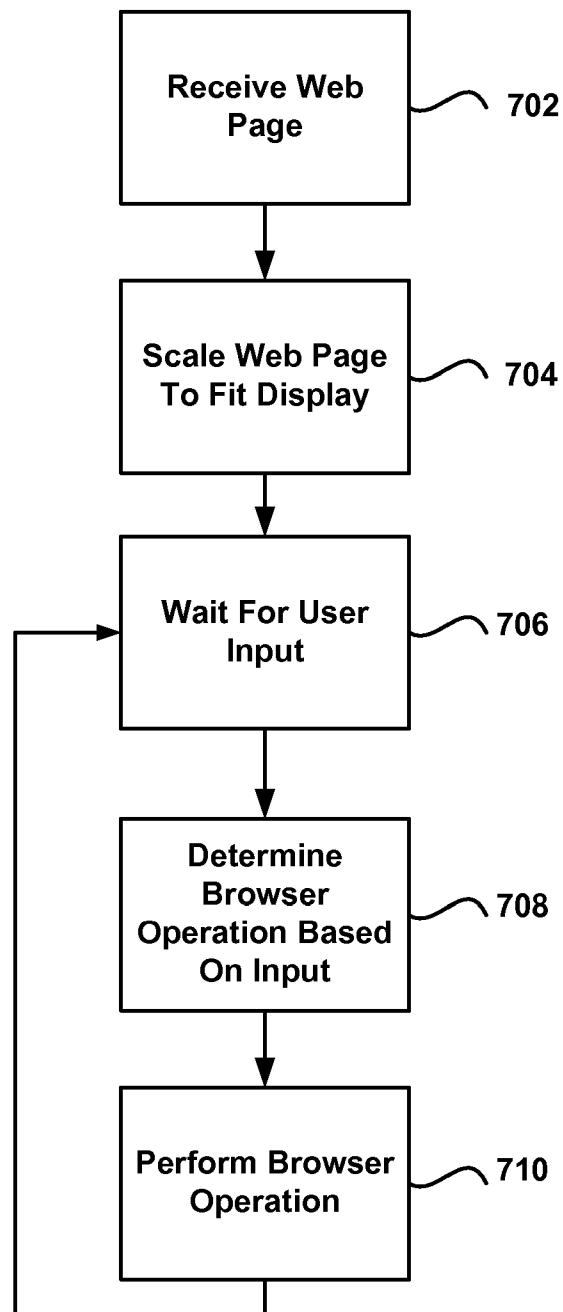 Receive Web
Page
702
Scale Web Page
To Fit Display
704
Wait For User
Input
706
Determine
Browser
Operation Based
On Input
708
Perform Browser
Operation
710